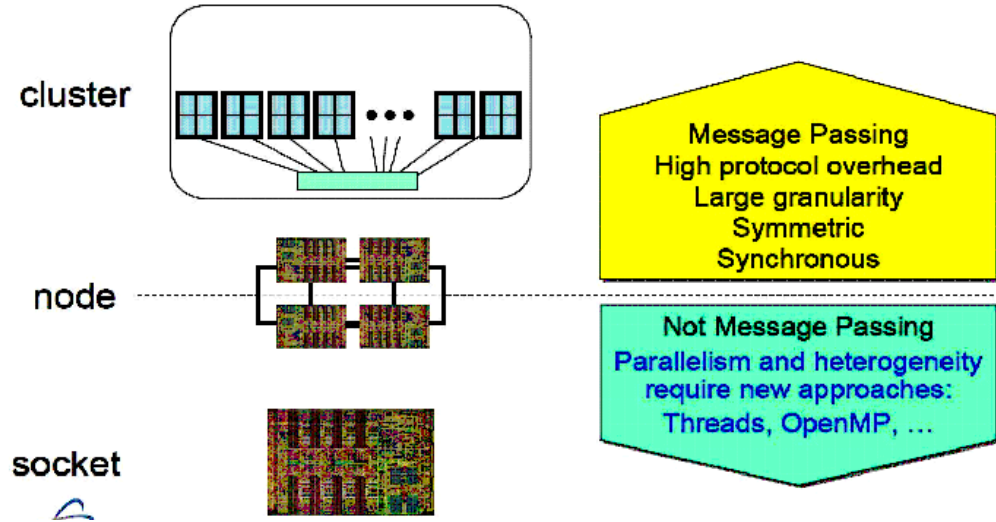 cluster
Message Passing
High protocol overhead
Large granularity
Symmetric
Synchronous
node
Not Message Passing
Parallelism and heterogeneity
require new approaches:
Threads, OpenMP, ...
socket